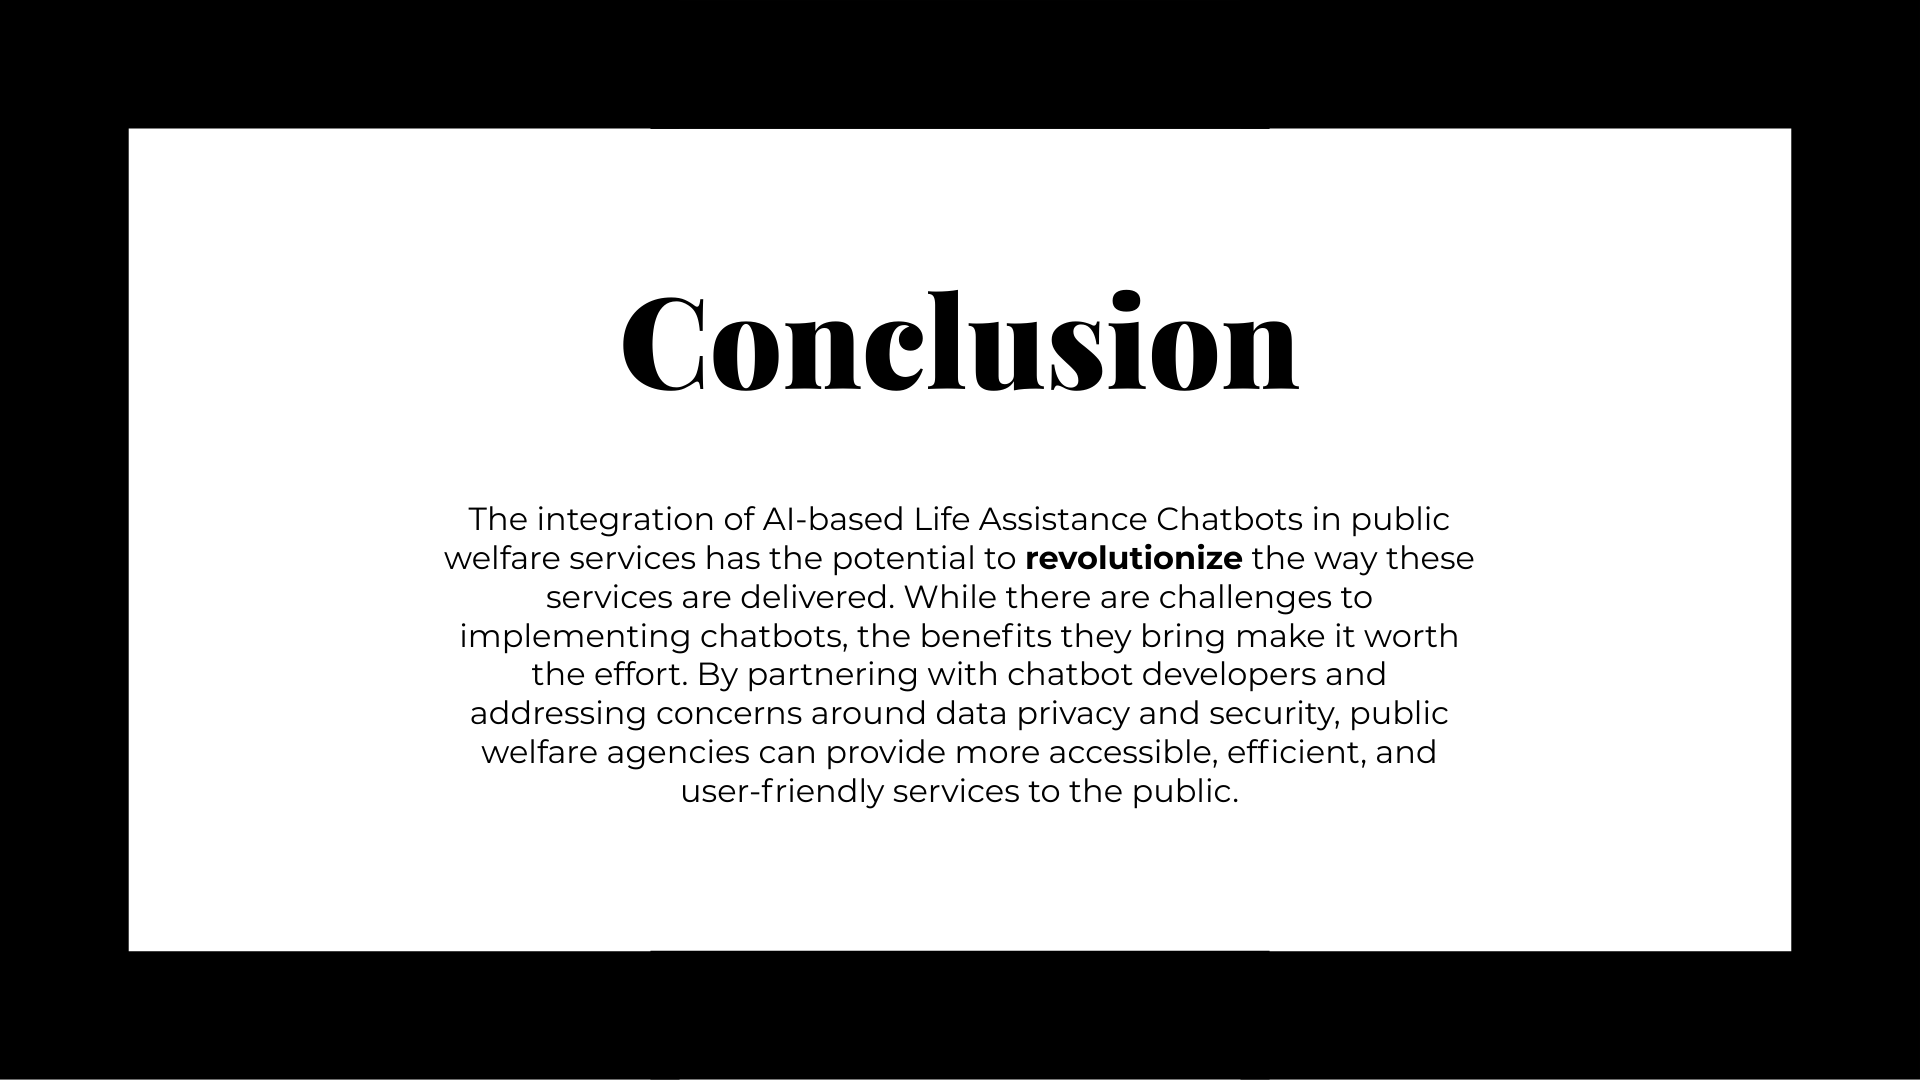 Conclusion
The integration of AI-based Life Assistance Chatbots in public
welfare services has the potential to revolutionize the way these
services are delivered. While there are challenges to
implementing chatbots, the benefits they bring make it worth
the effort. By partnering with chatbot developers and
addressing concerns around data privacy and security, public
welfare agencies can provide more accessible, efficient, and
user-friendly services to the public.